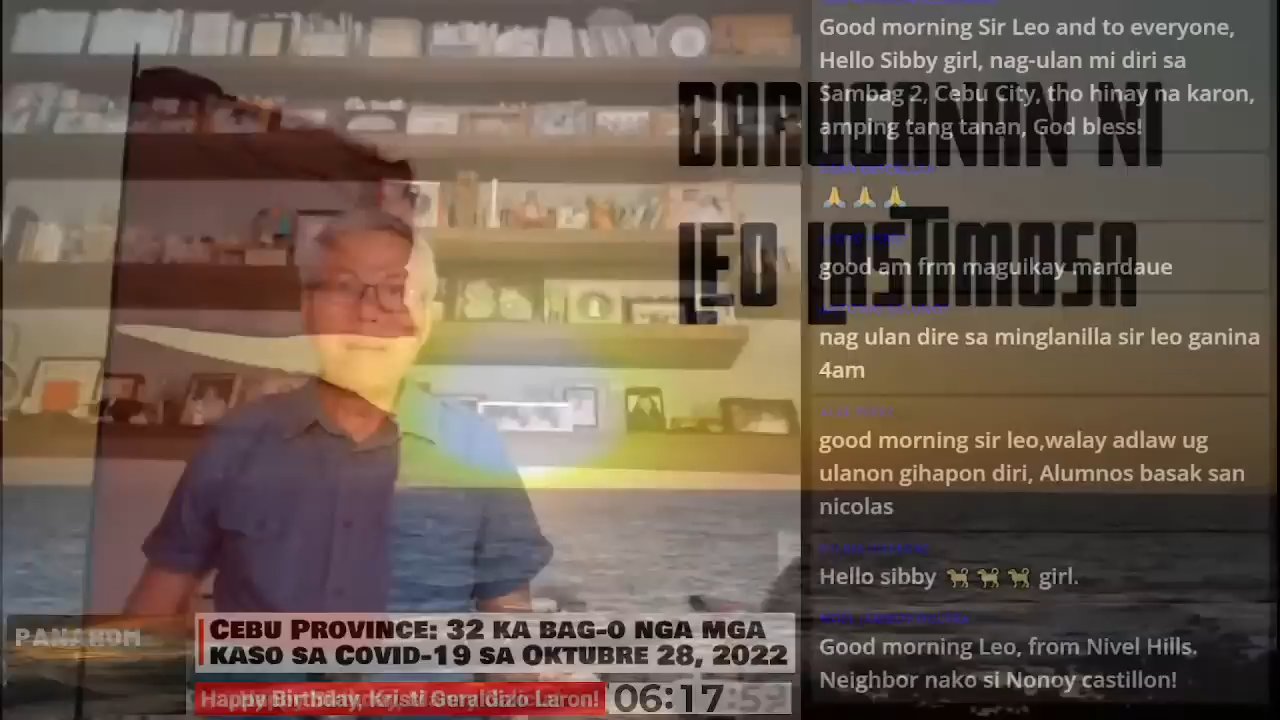 BARUGANAN NI
LEO LASTIMOSA
Good morning Sir Leo and to everyone,
Hello Sibby girl, nag-ulan mi diri sa
Sambag 2, Cebu City, tho hinay na karon,
amping tang tanan, God bless!
🙏🙏🙏
good am frm maguikay mandaue
nag ulan dire sa minglanilla sir leo ganina
4am
good morning sir leo,walay adlaw ug
ulanon gihapon diri, Alumnos basak san
nicolas
Hello sibby 🐕🐕🐕 girl.
Good morning Leo, from Nivel Hills.
Neighbor nako si Nonoy castillon!
CEBU PROVINCE: 32 KA BAG-O NGA MGA
KASO SA COVID-19 SA OKTUBRE 28, 2022
Happy Birthday, Kristi Geraldizo Laron!
06:17:59